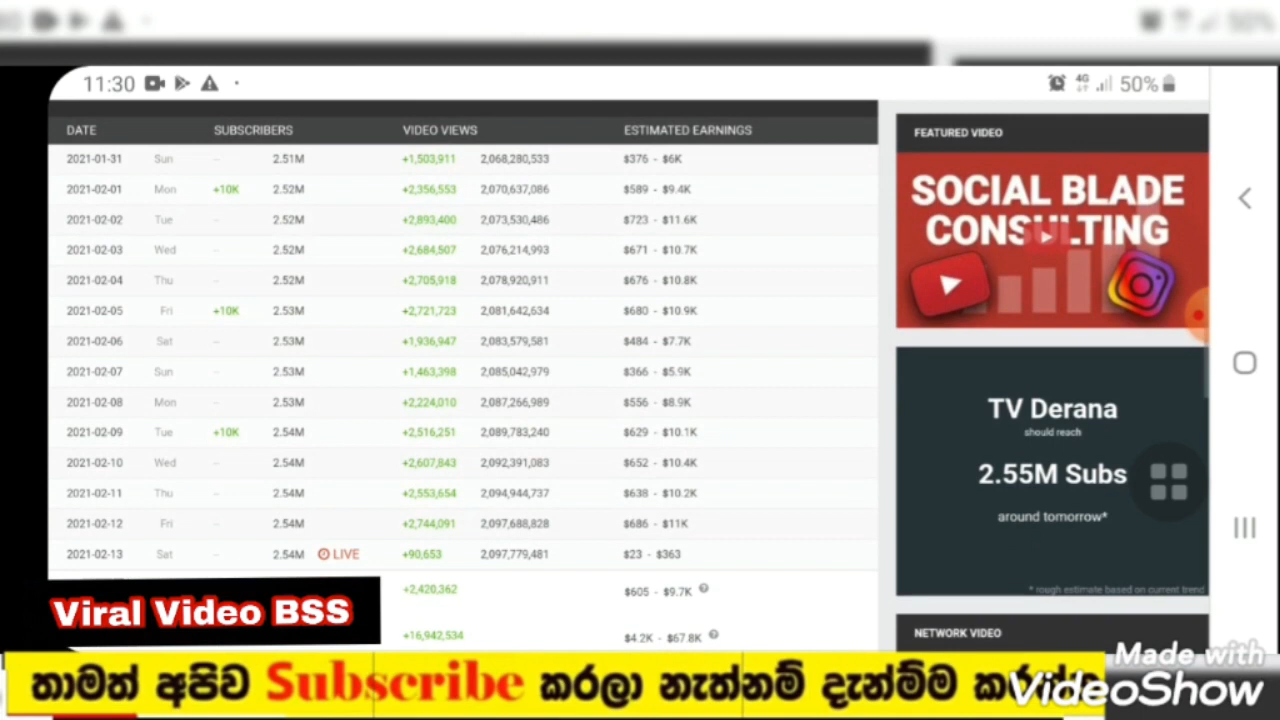 11:30
4G 50%
DATE SUBSCRIBERS VIDEO VIEWS ESTIMATED EARNINGS
2021-01-31 Sun -- 2.51M +1,503,911 2,068,280,533 $376 - $6K
2021-02-01 Mon +10K 2.52M +2,356,553 2,070,637,086 $589 - $9.4K
2021-02-02 Tue -- 2.52M +2,893,400 2,073,530,486 $723 - $11.6K
2021-02-03 Wed -- 2.52M +2,684,507 2,076,214,993 $671 - $10.7K
2021-02-04 Thu -- 2.52M +2,705,918 2,078,920,911 $676 - $10.8K
2021-02-05 Fri +10K 2.53M +2,721,723 2,081,642,634 $680 - $10.9K
2021-02-06 Sat -- 2.53M +1,936,947 2,083,579,581 $484 - $7.7K
2021-02-07 Sun -- 2.53M +1,463,398 2,085,042,979 $366 - $5.9K
2021-02-08 Mon -- 2.53M +2,224,010 2,087,266,989 $556 - $8.9K
2021-02-09 Tue +10K 2.54M +2,516,251 2,089,783,240 $629 - $10.1K
2021-02-10 Wed -- 2.54M +2,607,843 2,092,391,083 $652 - $10.4K
2021-02-11 Thu -- 2.54M +2,553,654 2,094,944,737 $638 - $10.2K
2021-02-12 Fri -- 2.54M +2,744,091 2,097,688,828 $686 - $11K
2021-02-13 Sat -- 2.54M LIVE +90,653 2,097,779,481 $23 - $363
+2,420,362 $605 - $9.7K
+16,942,534 $4.2K - $67.8K
FEATURED VIDEO
SOCIAL BLADE
CONSULTING
TV Derana
should reach
2.55M Subs
around tomorrow*
* rough estimate based on current trend
NETWORK VIDEO
Viral Video BSS
තාමත් අපිව Subscribe කරලා නැත්නම් දැන්ම්ම
Made with
VideoShow